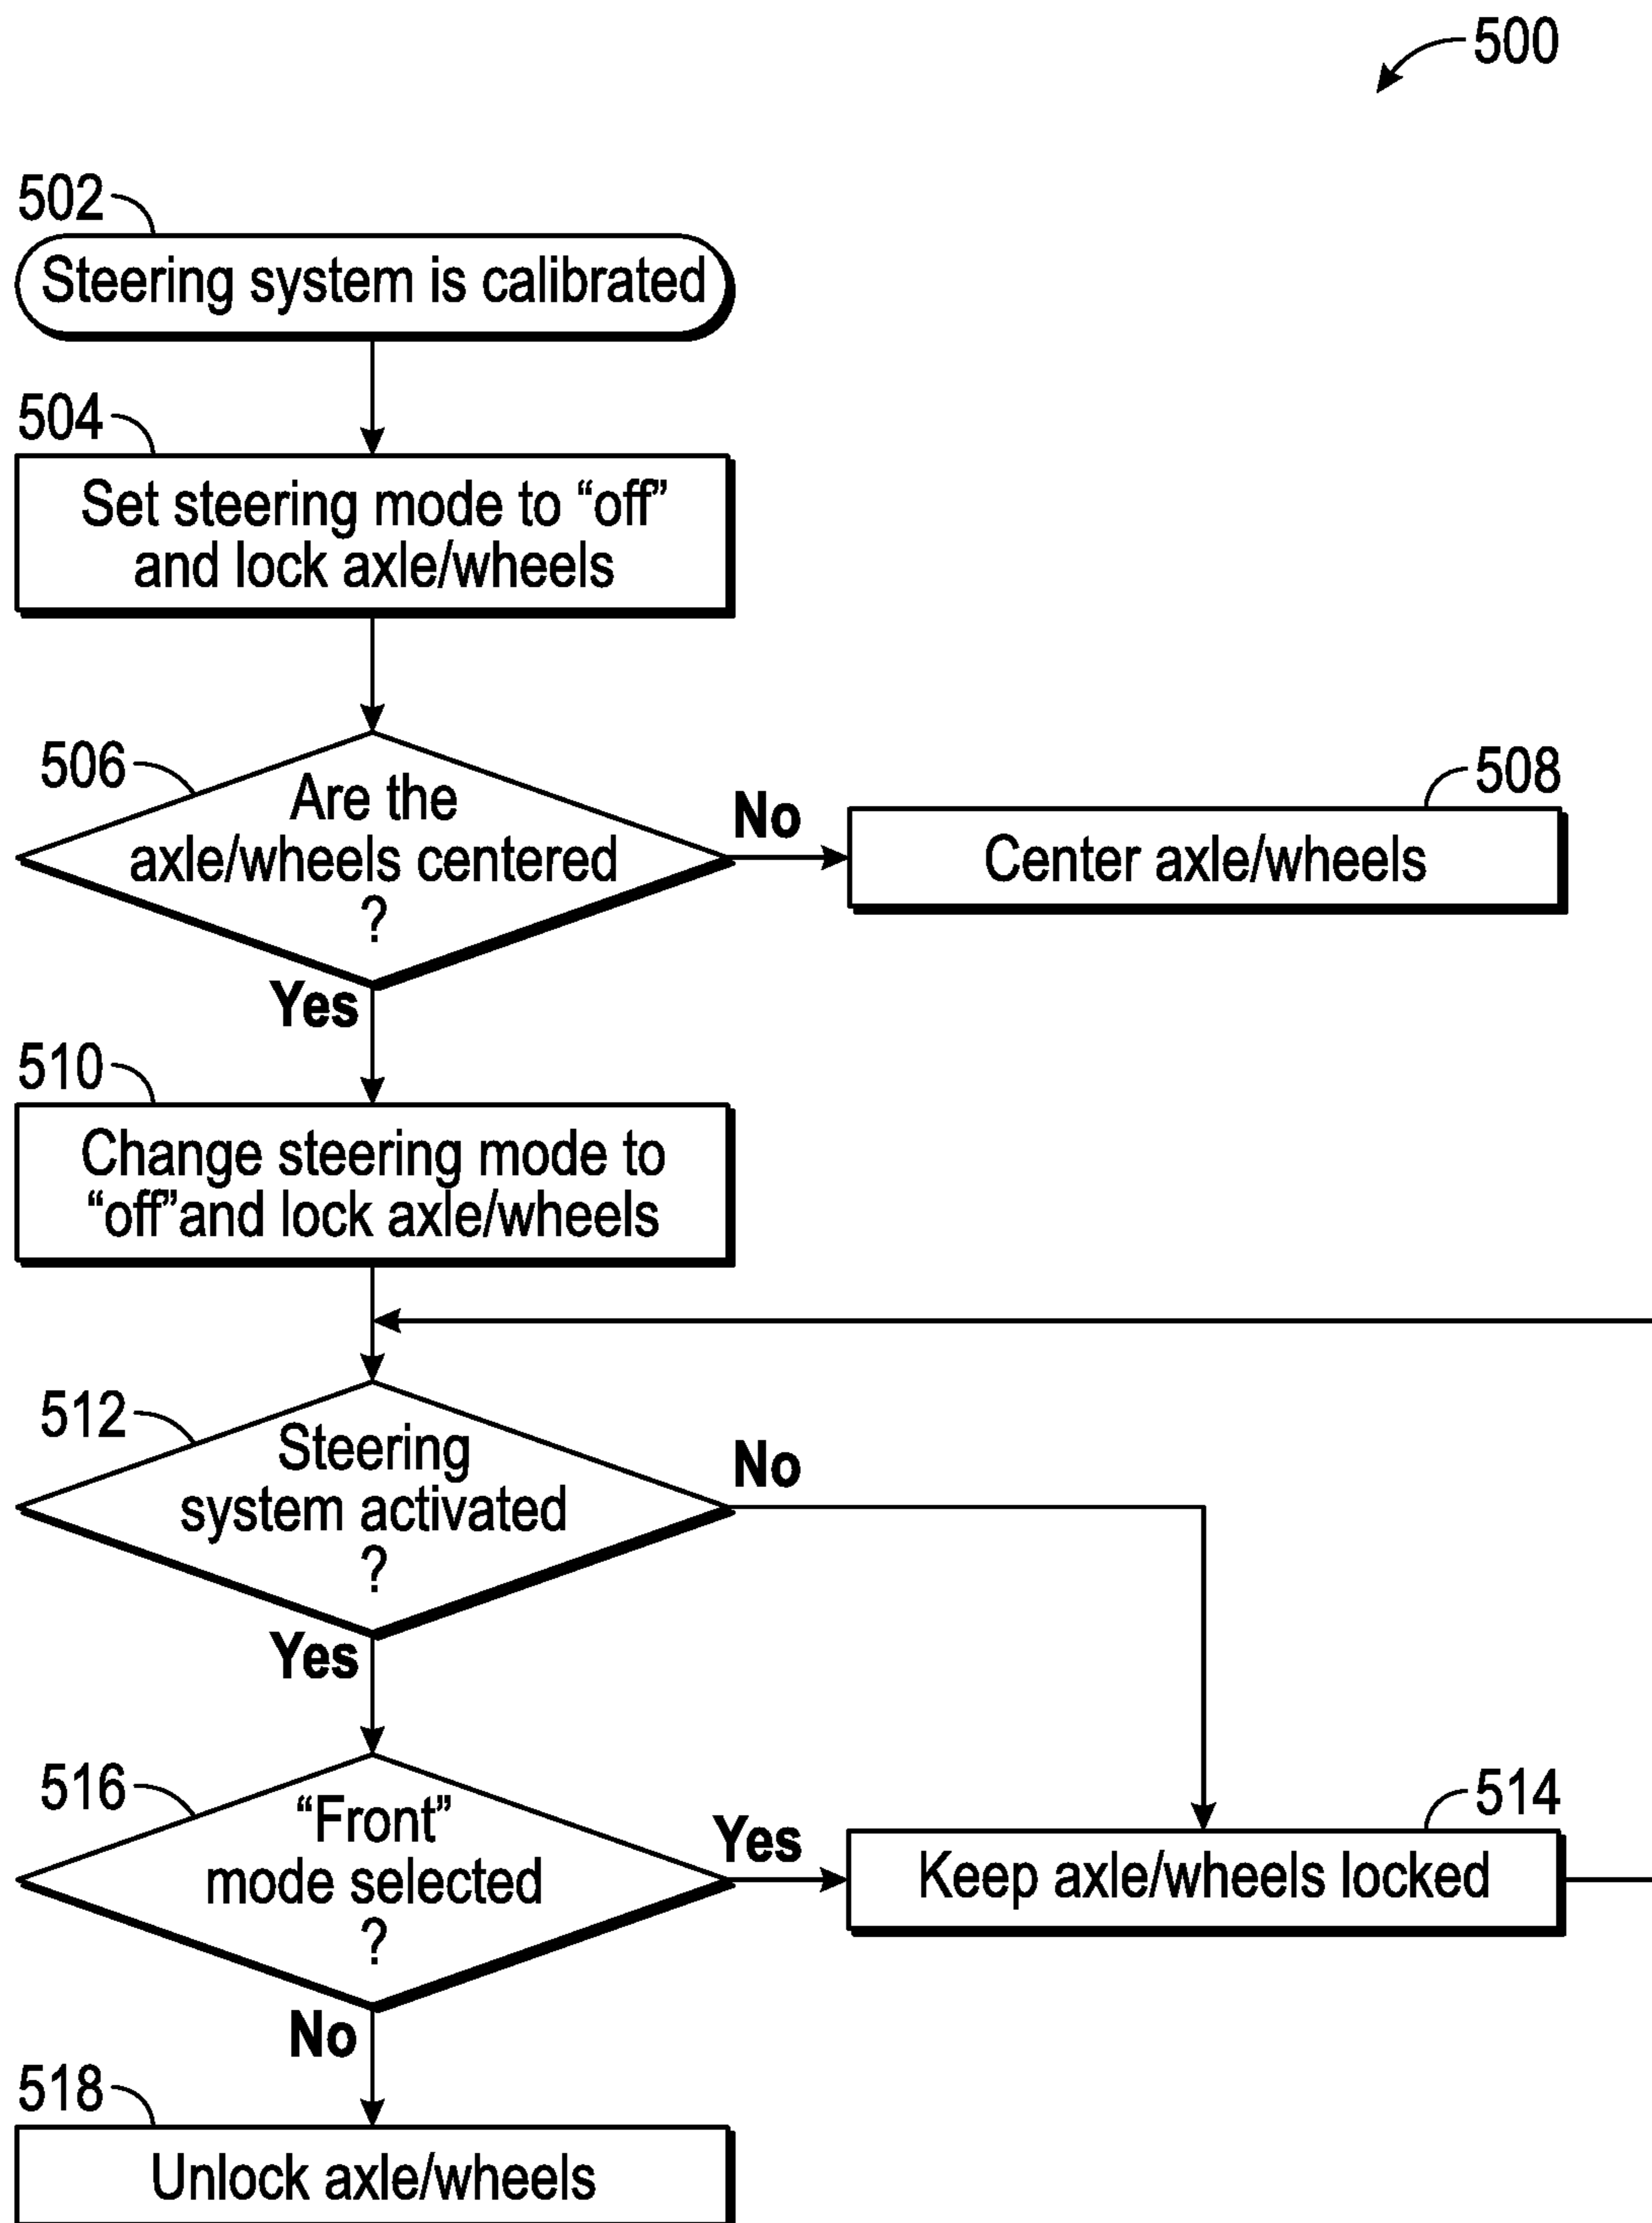 500
502
Steering system is calibrated
504
Set steering mode to “off”
and lock axle/wheels
506
Are the
axle/wheels centered
?
No
508
Center axle/wheels
Yes
510
Change steering mode to
“off”and lock axle/wheels
512
Steering
system activated
?
No
Yes
516
“Front”
mode selected
?
Yes
514
Keep axle/wheels locked
No
518
Unlock axle/wheels